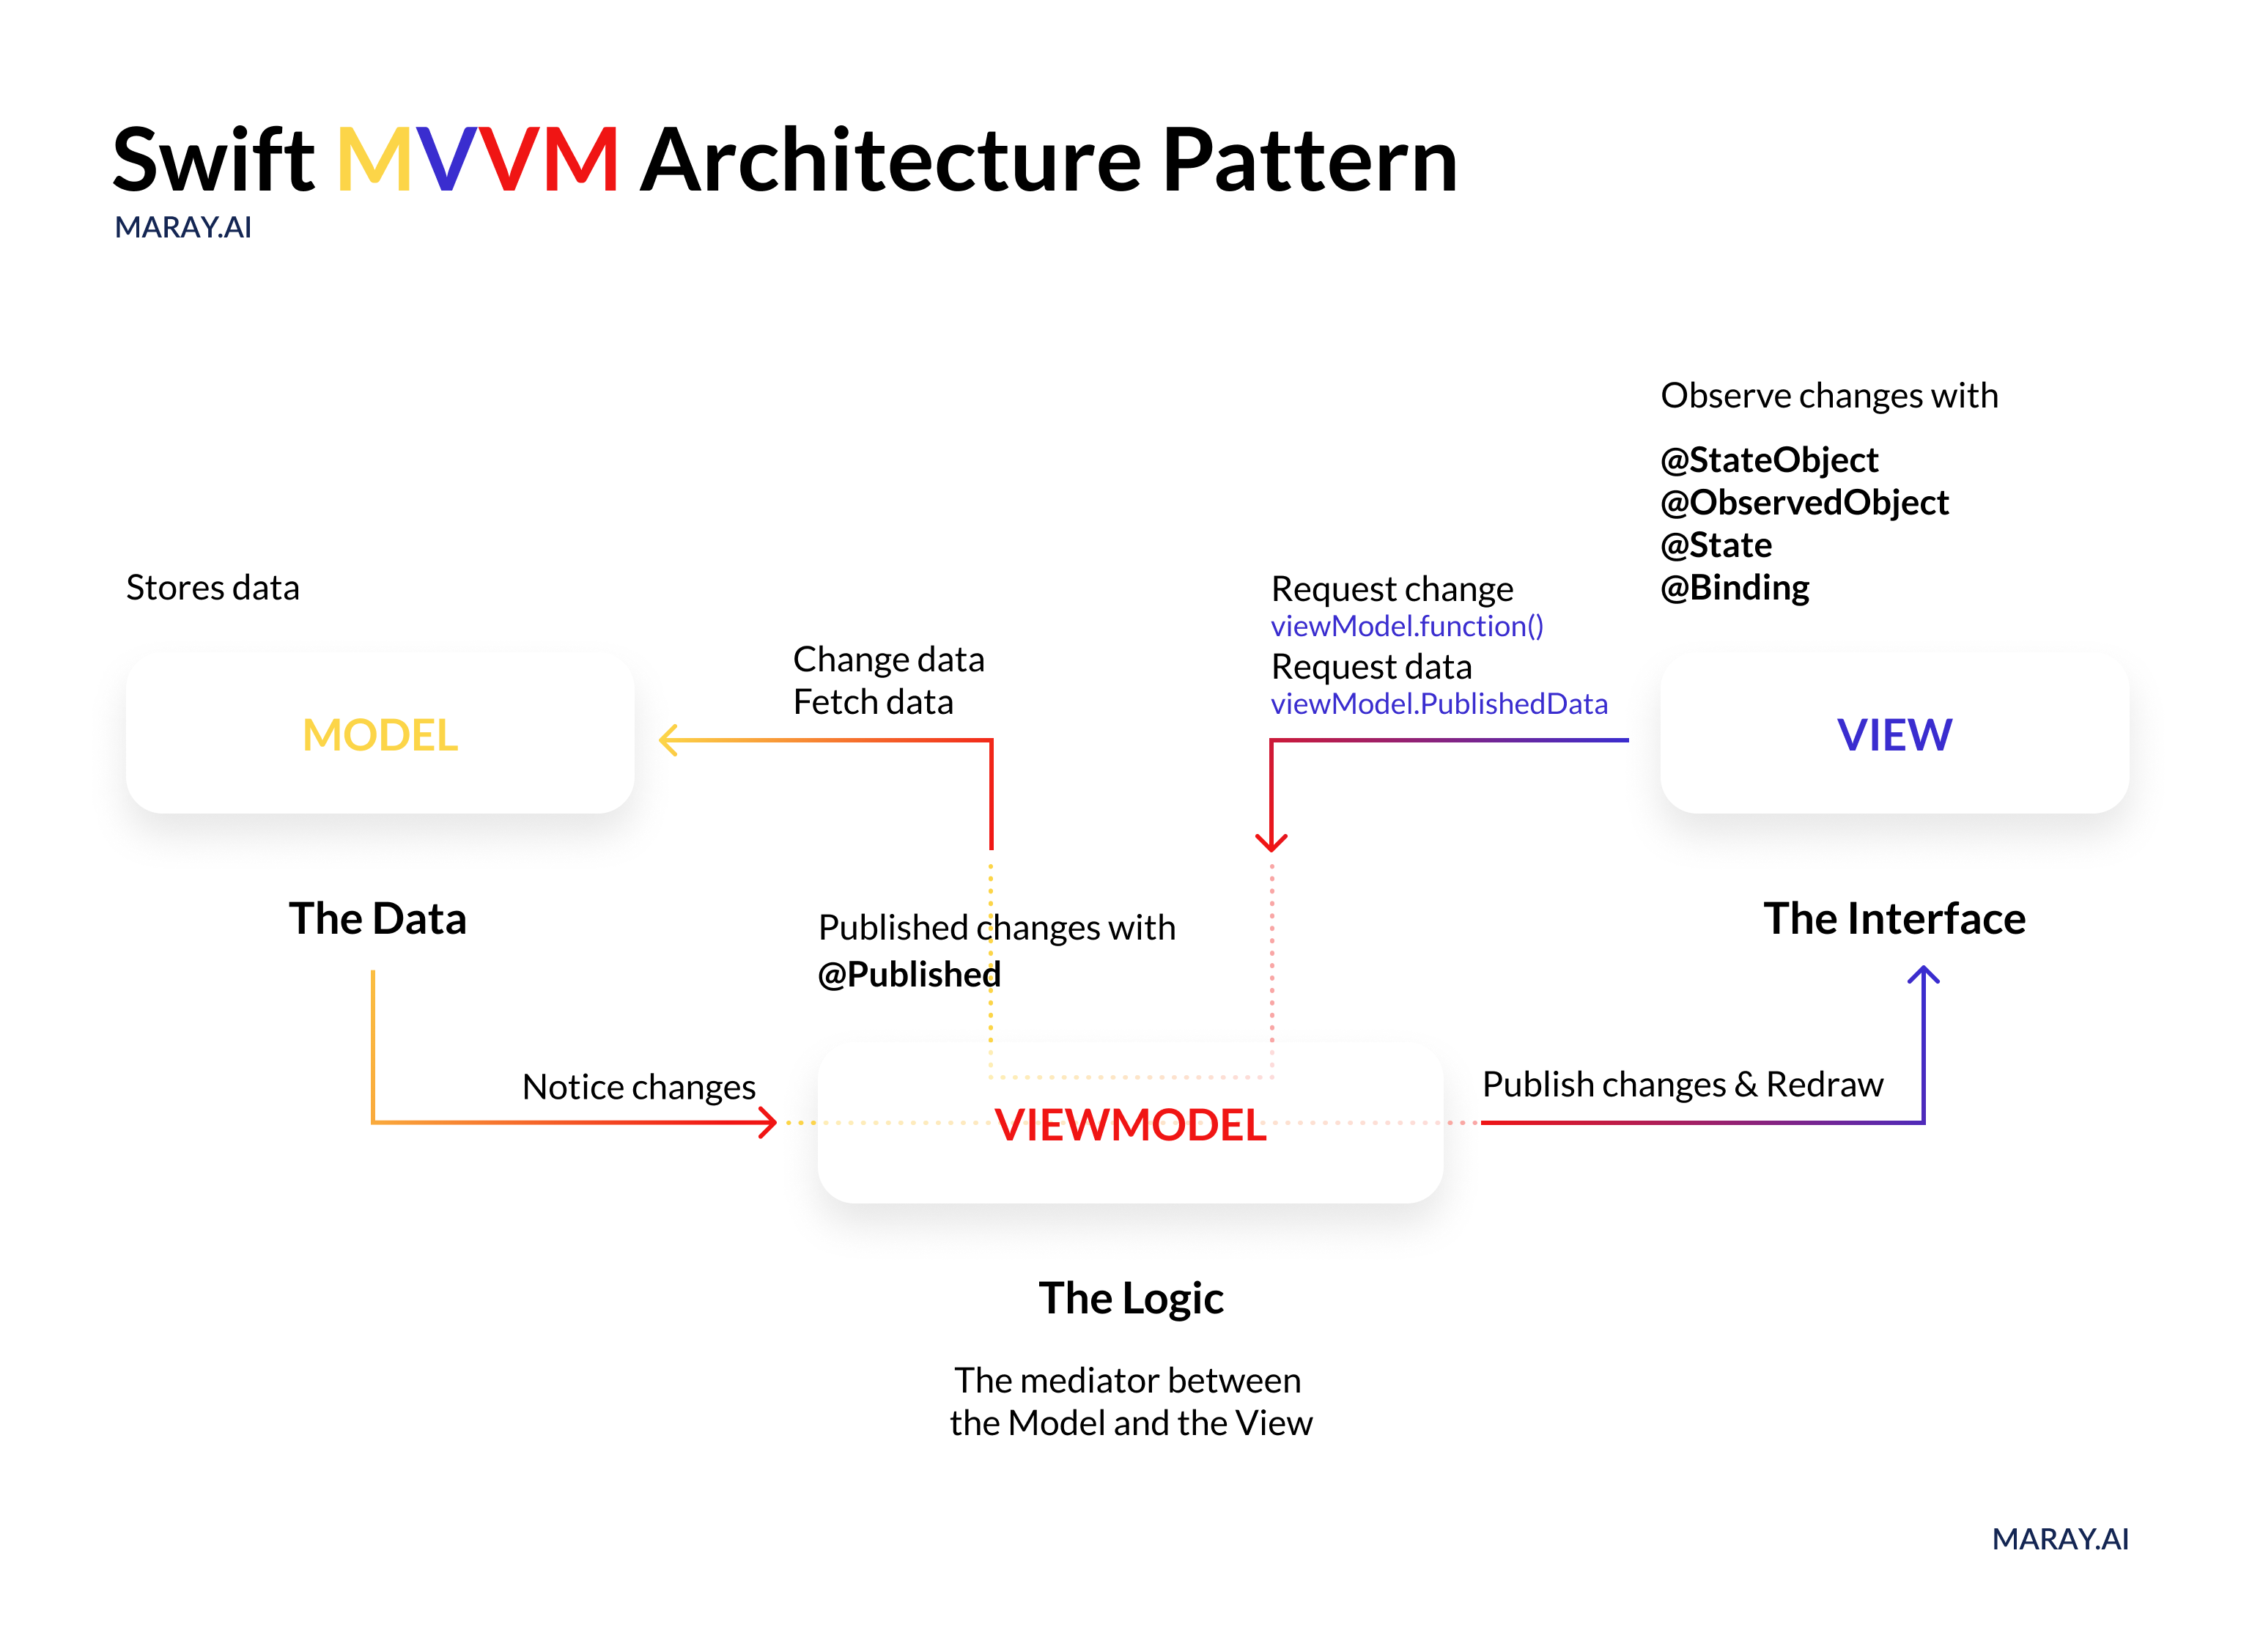 Swift MVVM Architecture Pattern
MARAY.AI
Observe changes with
@StateObject
@ObservedObject
@State
@Binding
Stores data
Request change
viewModel.function()
Request data
viewModel.PublishedData
Change data
Fetch data
MODEL
VIEW
The Data
Published changes with
@Published
The Interface
Notice changes
Publish changes & Redraw
VIEWMODEL
The Logic
The mediator between
the Model and the View
MARAY.AI